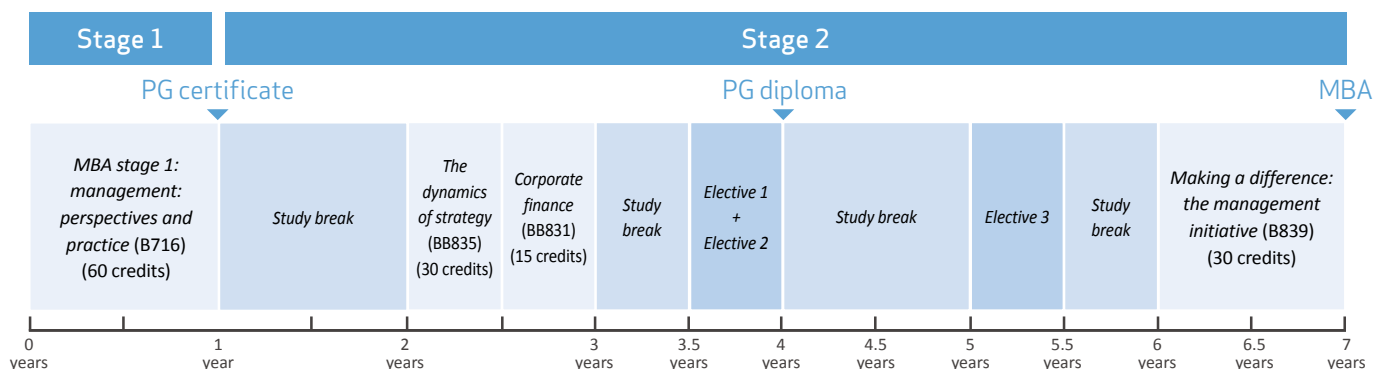 Stage 1
Stage 2
PG certificate
PG diploma
MBA
MBA stage 1:
management:
perspectives and
practice (B716)
(60 credits)
Study break
The
dynamics
of strategy
(BB835)
(30 credits)
Corporate
finance
(BB831)
(15 credits)
Study
break
Elective 1
+
Elective 2
Study break
Elective 3
Study
break
Making a difference:
the management
initiative (B839)
(30 credits)
0
years
1
year
2
years
3
years
3.5
years
4
years
4.5
years
5
years
5.5
years
6
years
6.5
years
7
years